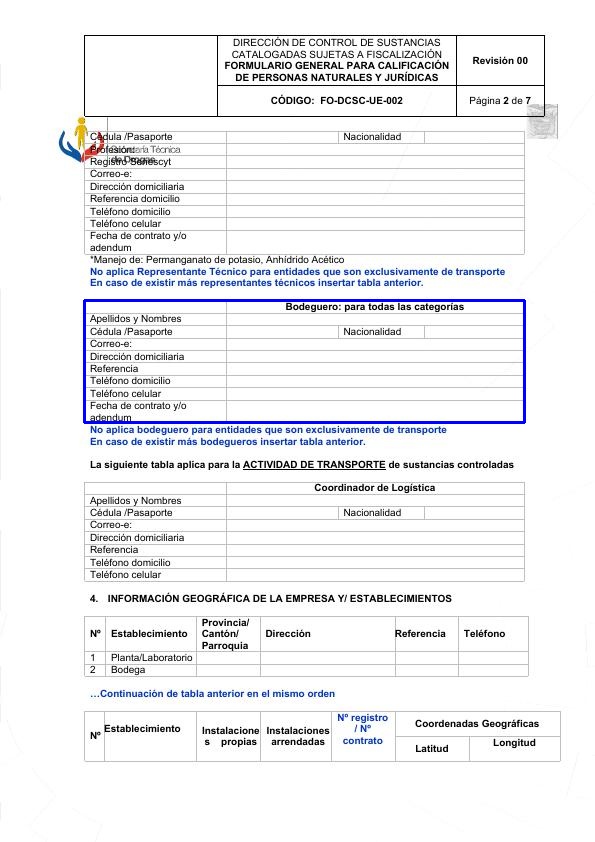 DIRECCIÓN DE CONTROL DE SUSTANCIAS
CATALOGADAS SUJETAS A FISCALIZACIÓN
FORMULARIO GENERAL PARA CALIFICACIÓN
DE PERSONAS NATURALES Y JURÍDICAS
Revisión 00
CÓDIGO: FO-DCSC-UE-002
Página 2 de 7
Cédula /Pasaporte Nacionalidad
Profesión:
Secretaría Técnica
de Drogas
Registro Senescyt
Correo-e:
Dirección domiciliaria
Referencia domicilio
Teléfono domicilio
Teléfono celular
Fecha de contrato y/o
adendum
*Manejo de: Permanganato de potasio, Anhídrido Acético
No aplica Representante Técnico para entidades que son exclusivamente de transporte
En caso de existir más representantes técnicos insertar tabla anterior.
Bodeguero: para todas las categorías
Apellidos y Nombres
Cédula /Pasaporte Nacionalidad
Correo-e:
Dirección domiciliaria
Referencia
Teléfono domicilio
Teléfono celular
Fecha de contrato y/o
adendum
No aplica bodeguero para entidades que son exclusivamente de transporte
En caso de existir más bodegueros insertar tabla anterior.
La siguiente tabla aplica para la ACTIVIDAD DE TRANSPORTE de sustancias controladas
Coordinador de Logística
Apellidos y Nombres
Cédula /Pasaporte Nacionalidad
Correo-e:
Dirección domiciliaria
Referencia
Teléfono domicilio
Teléfono celular
4. INFORMACIÓN GEOGRÁFICA DE LA EMPRESA Y/ ESTABLECIMIENTOS
Nº Establecimiento
Provincia/
Cantón/
Parroquia
Dirección Referencia Teléfono
1 Planta/Laboratorio
2 Bodega
…Continuación de tabla anterior en el mismo orden
Nº Establecimiento
Instalacione
s propias
Instalaciones
arrendadas
Nº registro
/ Nº
contrato
Coordenadas Geográficas
Latitud Longitud